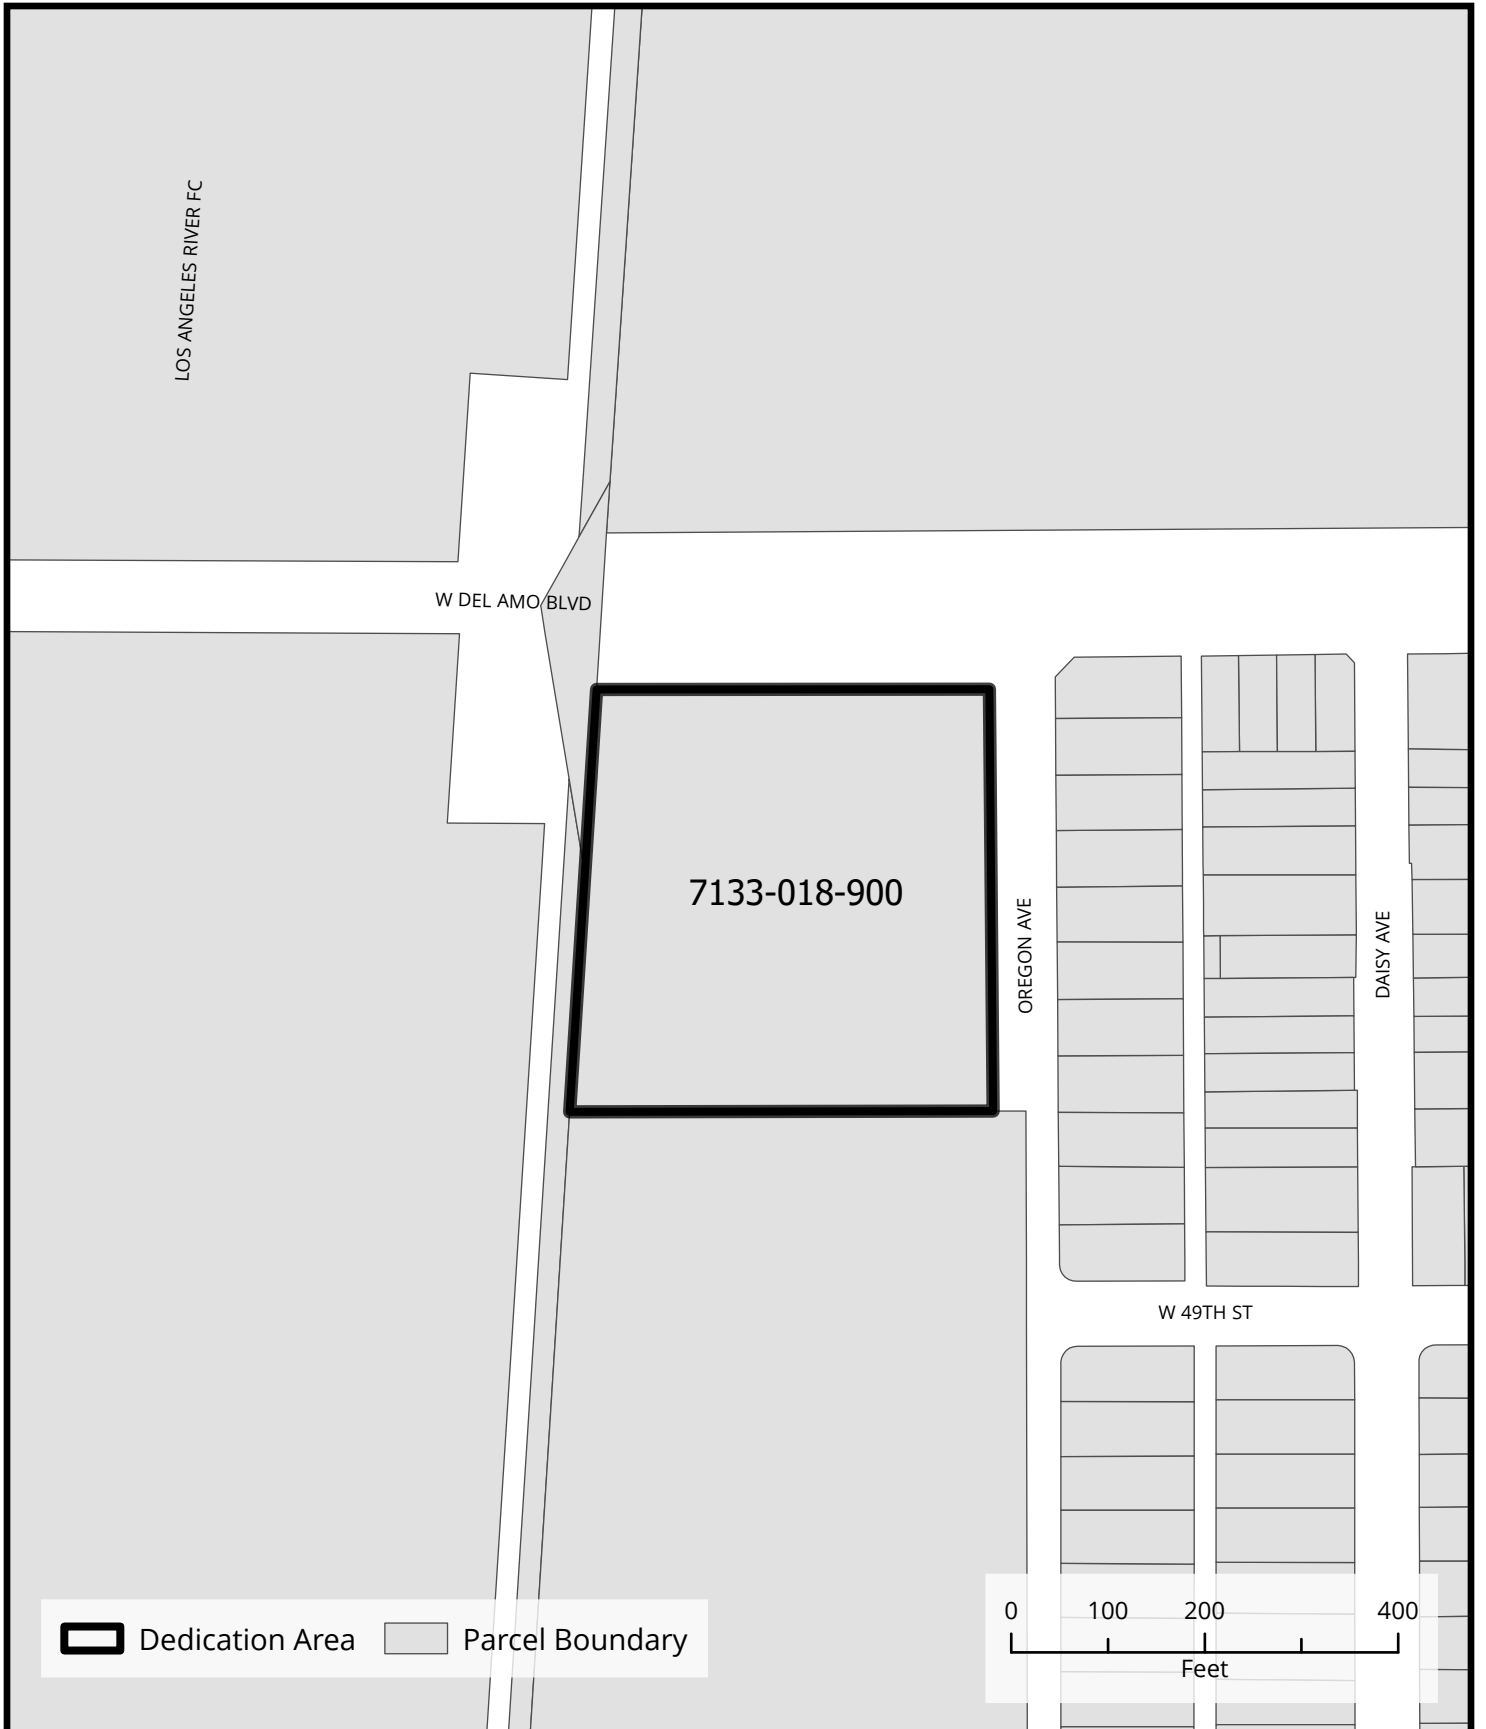 LOS ANGELES RIVER FC
W DEL AMO BLVD
7133-018-900
OREGON AVE
DAISY AVE
W 49TH ST
Dedication Area
Parcel Boundary
0 100 200 400
Feet